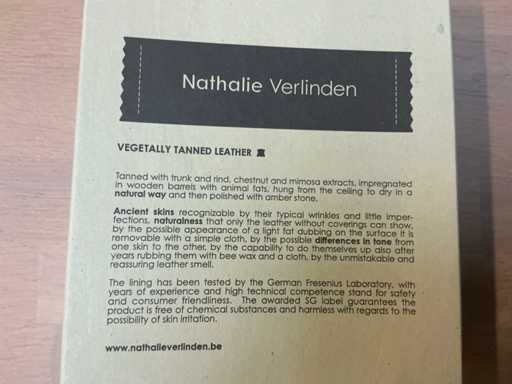 Nathalie Verlinden
VEGETALLY TANNED LEATHER
Tanned with trunk and rind, chestnut and mimosa extracts, impregnated
in wooden barrels with animal fats, hung from the ceiling to dry in a
natural way and then polished with amber stone.
Ancient skins recognizable by their typical wrinkles and little imper-
fections, naturalness that only the leather without coverings can show,
by the possible appearance of a light fat dubbing on the surface it is
removable with a simple cloth, by the possible differences in tone from
one skin to the other, by the capability to do themselves up also after
years rubbing them with bee wax and a cloth, by the unmistakable and
reassuring leather smell.
The lining has been tested by the German Fresenius Laboratory, with
years of experience and high technical competence stand for safety
and consumer friendliness. The awarded SG label guarantees the
product is free of chemical substances and harmless with regards to the
possibility of skin irritation.
www.nathalieverlinden.be